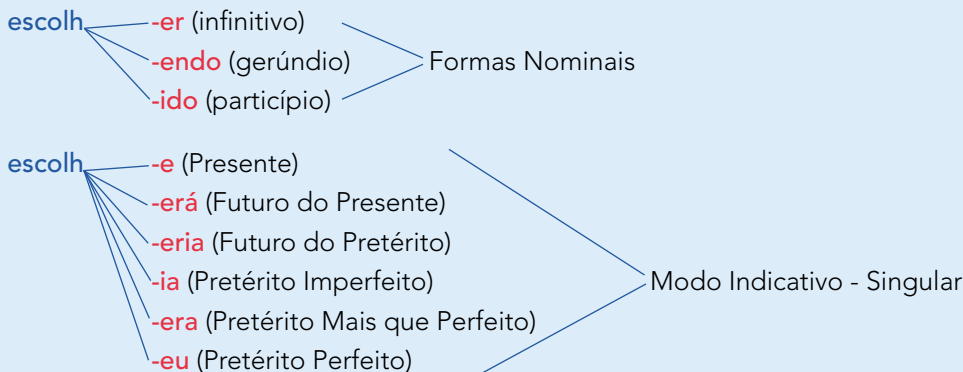 escolh -er (infinitivo)
-endo (gerúndio) Formas Nominais
-ido (particípio)
escolh -e (Presente)
-erá (Futuro do Presente)
-eria (Futuro do Pretérito)
-ia (Pretérito Imperfeito) Modo Indicativo - Singular
-era (Pretérito Mais que Perfeito)
-eu (Pretérito Perfeito)